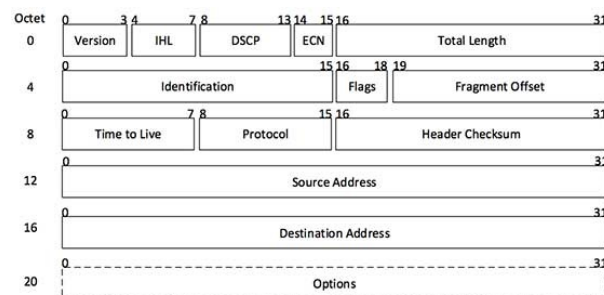 Octet 0 3 4 7 8 13 14 15 16 31
0 Version IHL DSCP ECN Total Length
0 15 16 18 19 31
4 Identification Flags Fragment Offset
0 7 8 15 16 31
8 Time to Live Protocol Header Checksum
0 31
12 Source Address
0 31
16 Destination Address
0 31
20 Options